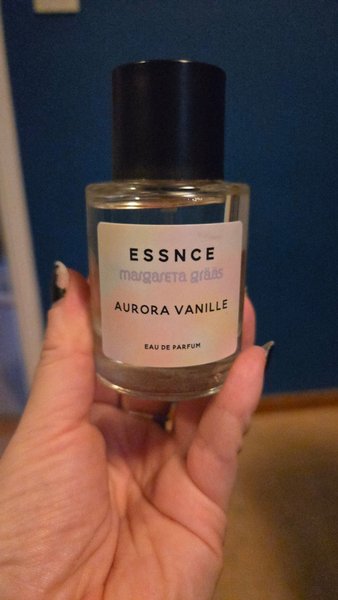 ESSNCE
margareta gråås
AURORA VANILLE
EAU DE PARFUM